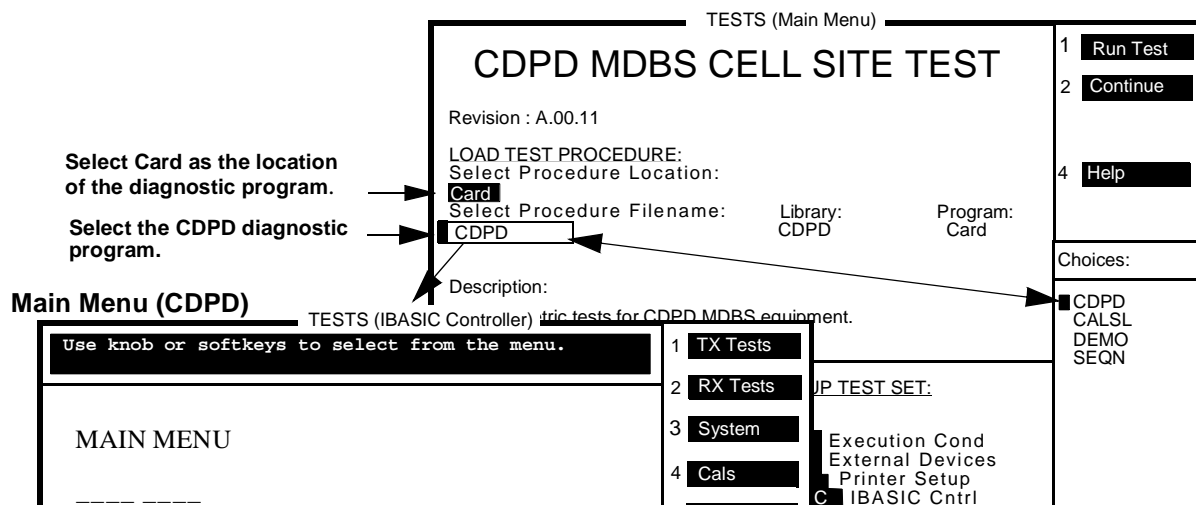 TESTS (Main Menu)
CDPD MDBS CELL SITE TEST
1 Run Test
2 Continue
4 Help
Revision : A.00.11
LOAD TEST PROCEDURE:
Select Procedure Location:
Card
Select Procedure Filename: Library: Program:
CDPD CDPD Card
Select Card as the location
of the diagnostic program.
Select the CDPD diagnostic
program.
Choices:
CDPD
CALSL
DEMO
SEQN
Description:
tric tests for CDPD MDBS equipment.
Main Menu (CDPD)
TESTS (IBASIC Controller)
Use knob or softkeys to select from the menu.
1 TX Tests
2 RX Tests
3 System
4 Cals
MAIN MENU
____ ____
UP TEST SET:
Execution Cond
External Devices
Printer Setup
C IBASIC Cntrl